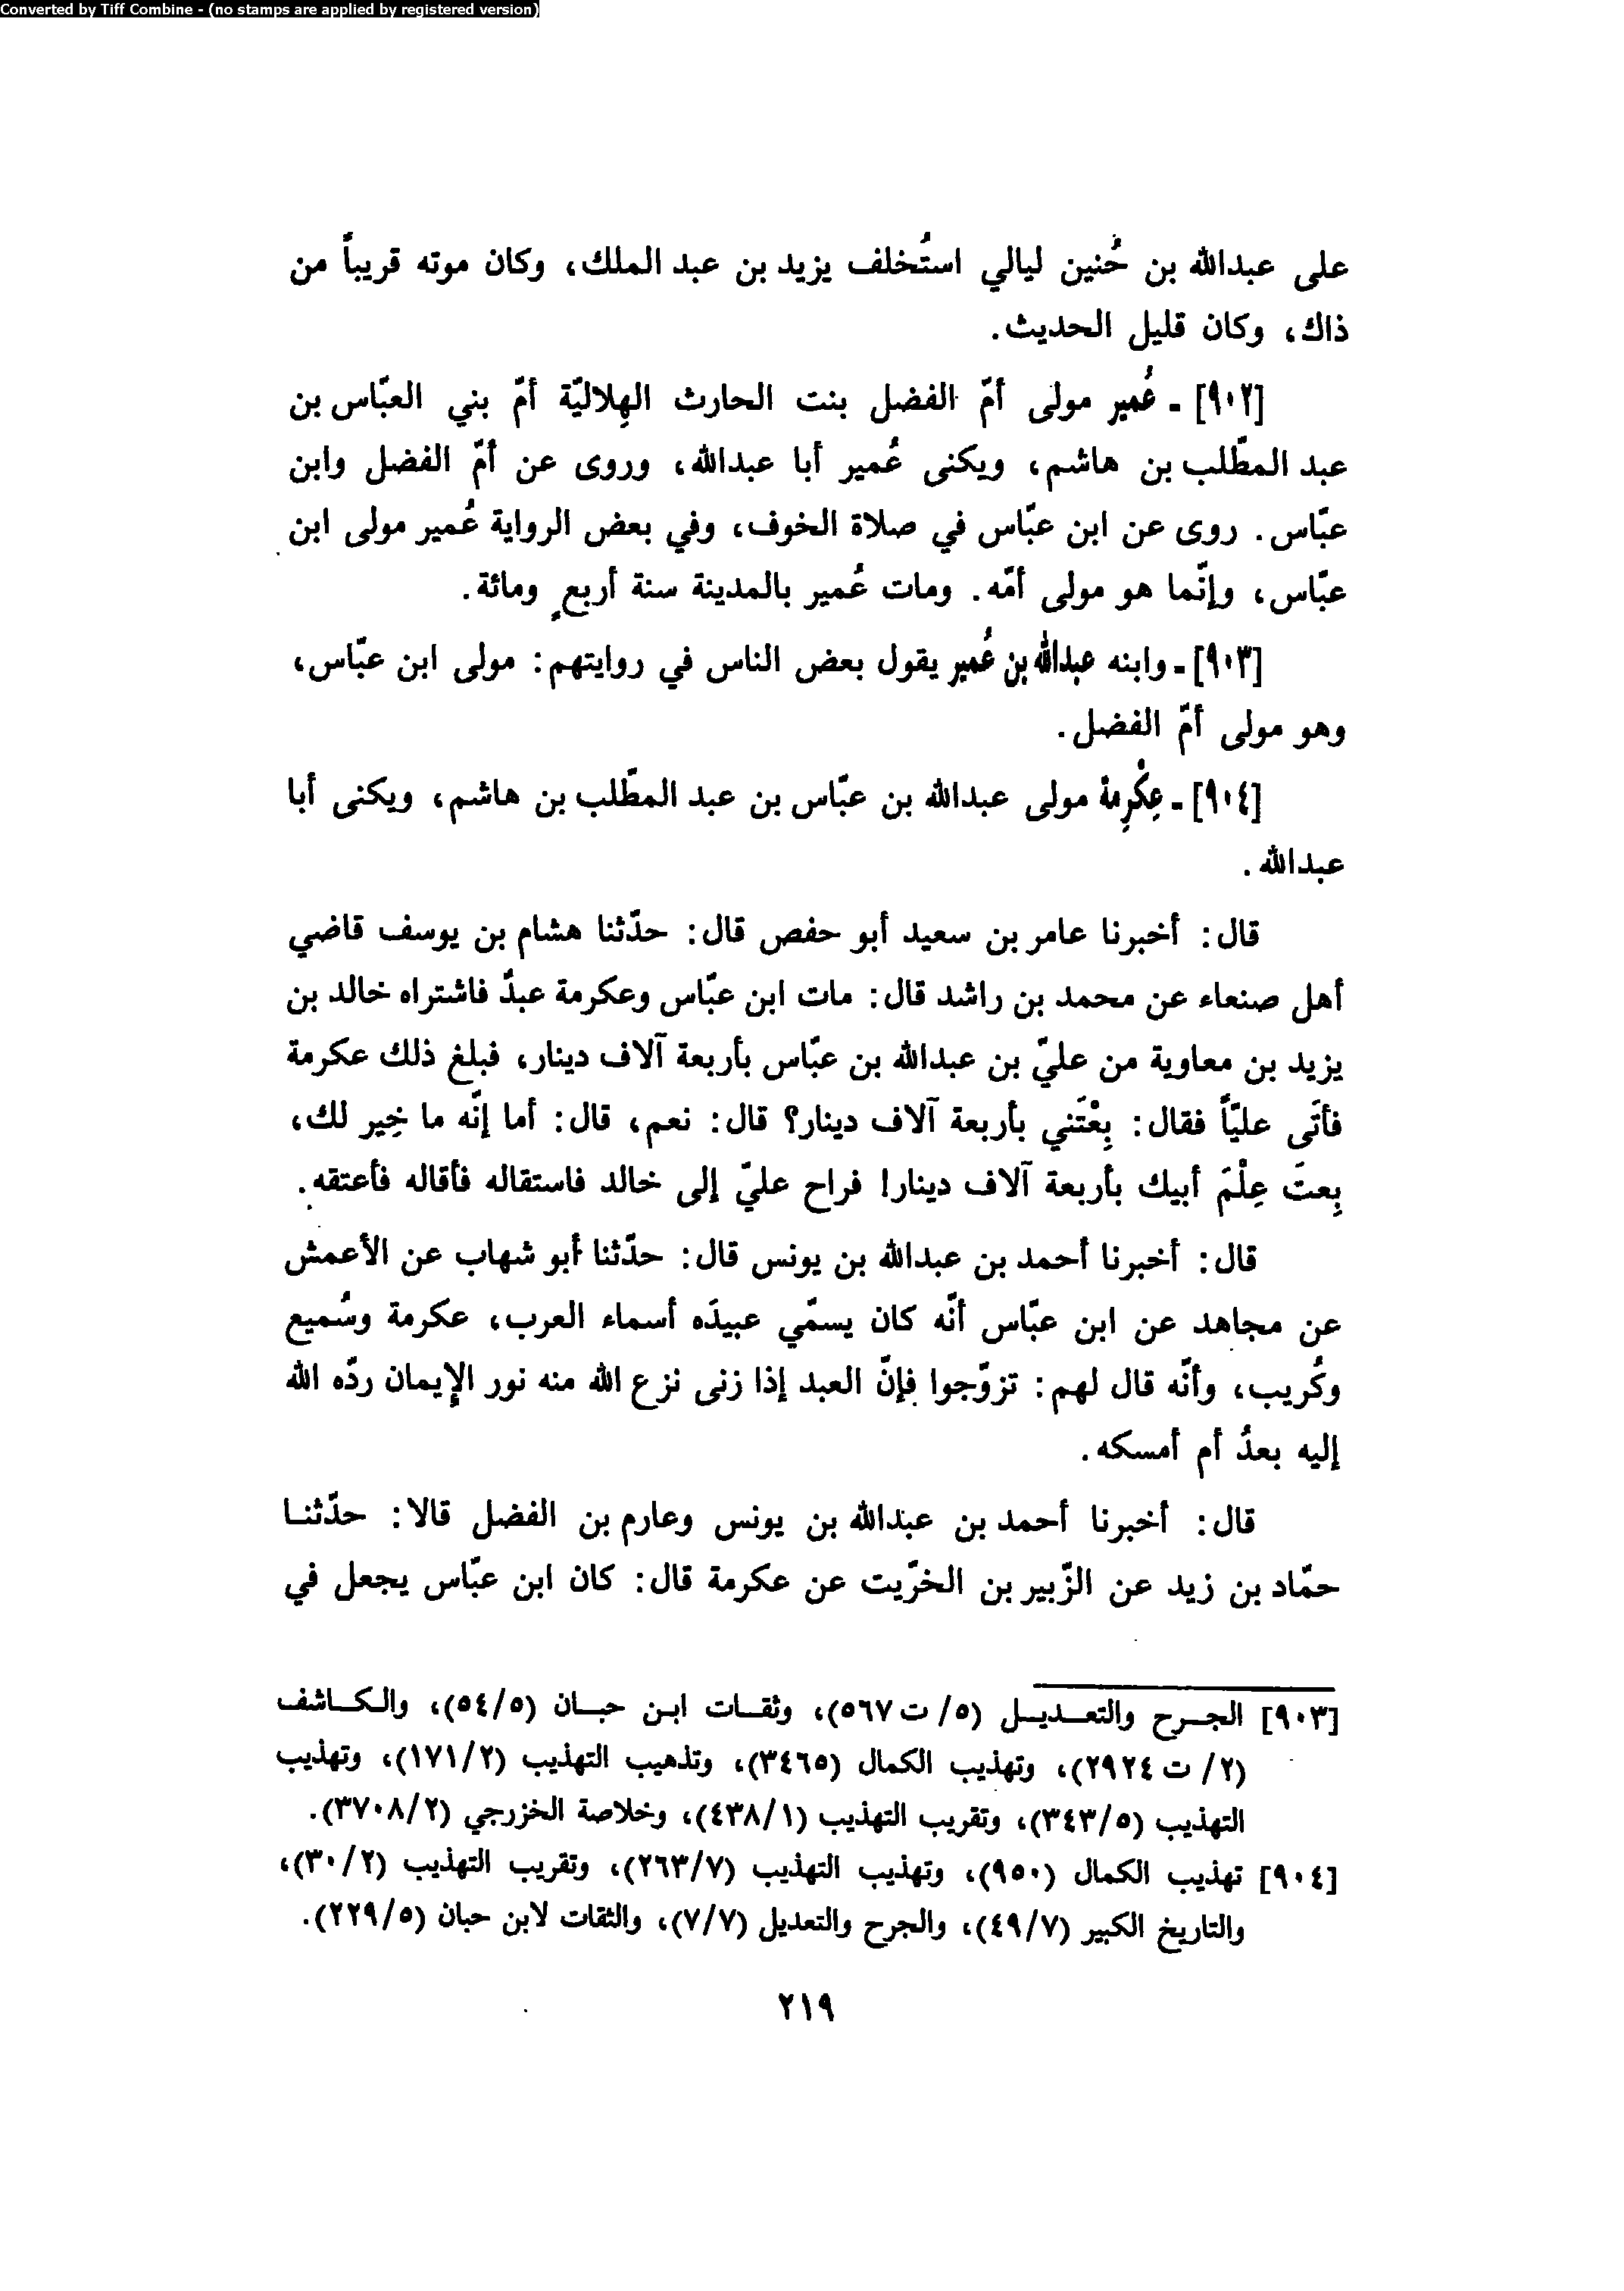 Converted by Tiff Combine - (no stamps are applied by registered version)
على عبدالله بن حُنين ليالي استُخلف يزيد بن عبد الملك، وكان موته قريباً من
ذاك، وكان قليل الحديث.
[٩٠٢] - عُمير مولى أمّ الفضل بنت الحارث الهِلاليّة أمّ بني العبّاس بن
عبد المطّلب بن هاشم، ويكنى عُمير أبا عبدالله، وروى عن أمّ الفضل وابن
عبّاس. روى عن ابن عبّاس في صلاة الخوف، وفي بعض الرواية عُمير مولى ابن
عبّاس، وإنّما هو مولى أمّه. ومات عُمير بالمدينة سنة أربعٍ ومائة.
[٩٠٣] - وابنه عبدالله بن عُمير يقول بعض الناس في روايتهم: مولى ابن عبّاس،
وهو مولى أمّ الفضل.
[٩٠٤] - عِكْرِمة مولى عبدالله بن عبّاس بن عبد المطّلب بن هاشم، ويكنى أبا
عبدالله.
قال: أخبرنا عامر بن سعيد أبو حفص قال: حدّثنا هشام بن يوسف قاضي
أهل صنعاء عن محمد بن راشد قال: مات ابن عبّاس وعكرمة عبدٌ فاشتراه خالد بن
يزيد بن معاوية من عليّ بن عبدالله بن عبّاس بأربعة آلاف دينار، فبلغ ذلك عكرمة
فأتَى عليّاً فقال: بِعْتَني بأربعة آلاف دينار؟ قال: نعم، قال: أما إنّه ما خِير لك،
بِعتَ عِلْمَ أبيك بأربعة آلاف دينار! فراح عليّ إلى خالد فاستقاله فأقاله فأعتقه.
قال: أخبرنا أحمد بن عبدالله بن يونس قال: حدّثنا أبو شهاب عن الأعمش
عن مجاهد عن ابن عبّاس أنّه كان يسمّي عبيدَه أسماء العرب، عكرمة وسُميع
وكُريب، وأنّه قال لهم: تزوّجوا فإنّ العبد إذا زنى نزع الله منه نور الإيمان ردّه الله
إليه بعدُ أم أمسكه.
قال: أخبرنا أحمد بن عبدالله بن يونس وعارم بن الفضل قالا: حدّثنا
حمّاد بن زيد عن الزّبير بن الخرّيت عن عكرمة قال: كان ابن عبّاس يجعل في
[٩٠٣] الجرح والتعديل (٥/ ت ٥٦٧)، وثقات ابن حبان (٥٤/٥)، والكاشف
(٢/ ت ٢٩٢٤)، وتهذيب الكمال (٣٤٦٥)، وتذهيب التهذيب (١٧١/٢)، وتهذيب
التهذيب (٣٤٣/٥)، وتقريب التهذيب (٤٣٨/١)، وخلاصة الخزرجي (٣٧٠٨/٢).
[٩٠٤] تهذيب الكمال (٩٥٠)، وتهذيب التهذيب (٢٦٣/٧)، وتقريب التهذيب (٣٠/٢)،
والتاريخ الكبير (٤٩/٧)، والجرح والتعديل (٧/٧)، والثقات لابن حبان (٢٢٩/٥).
٢١٩